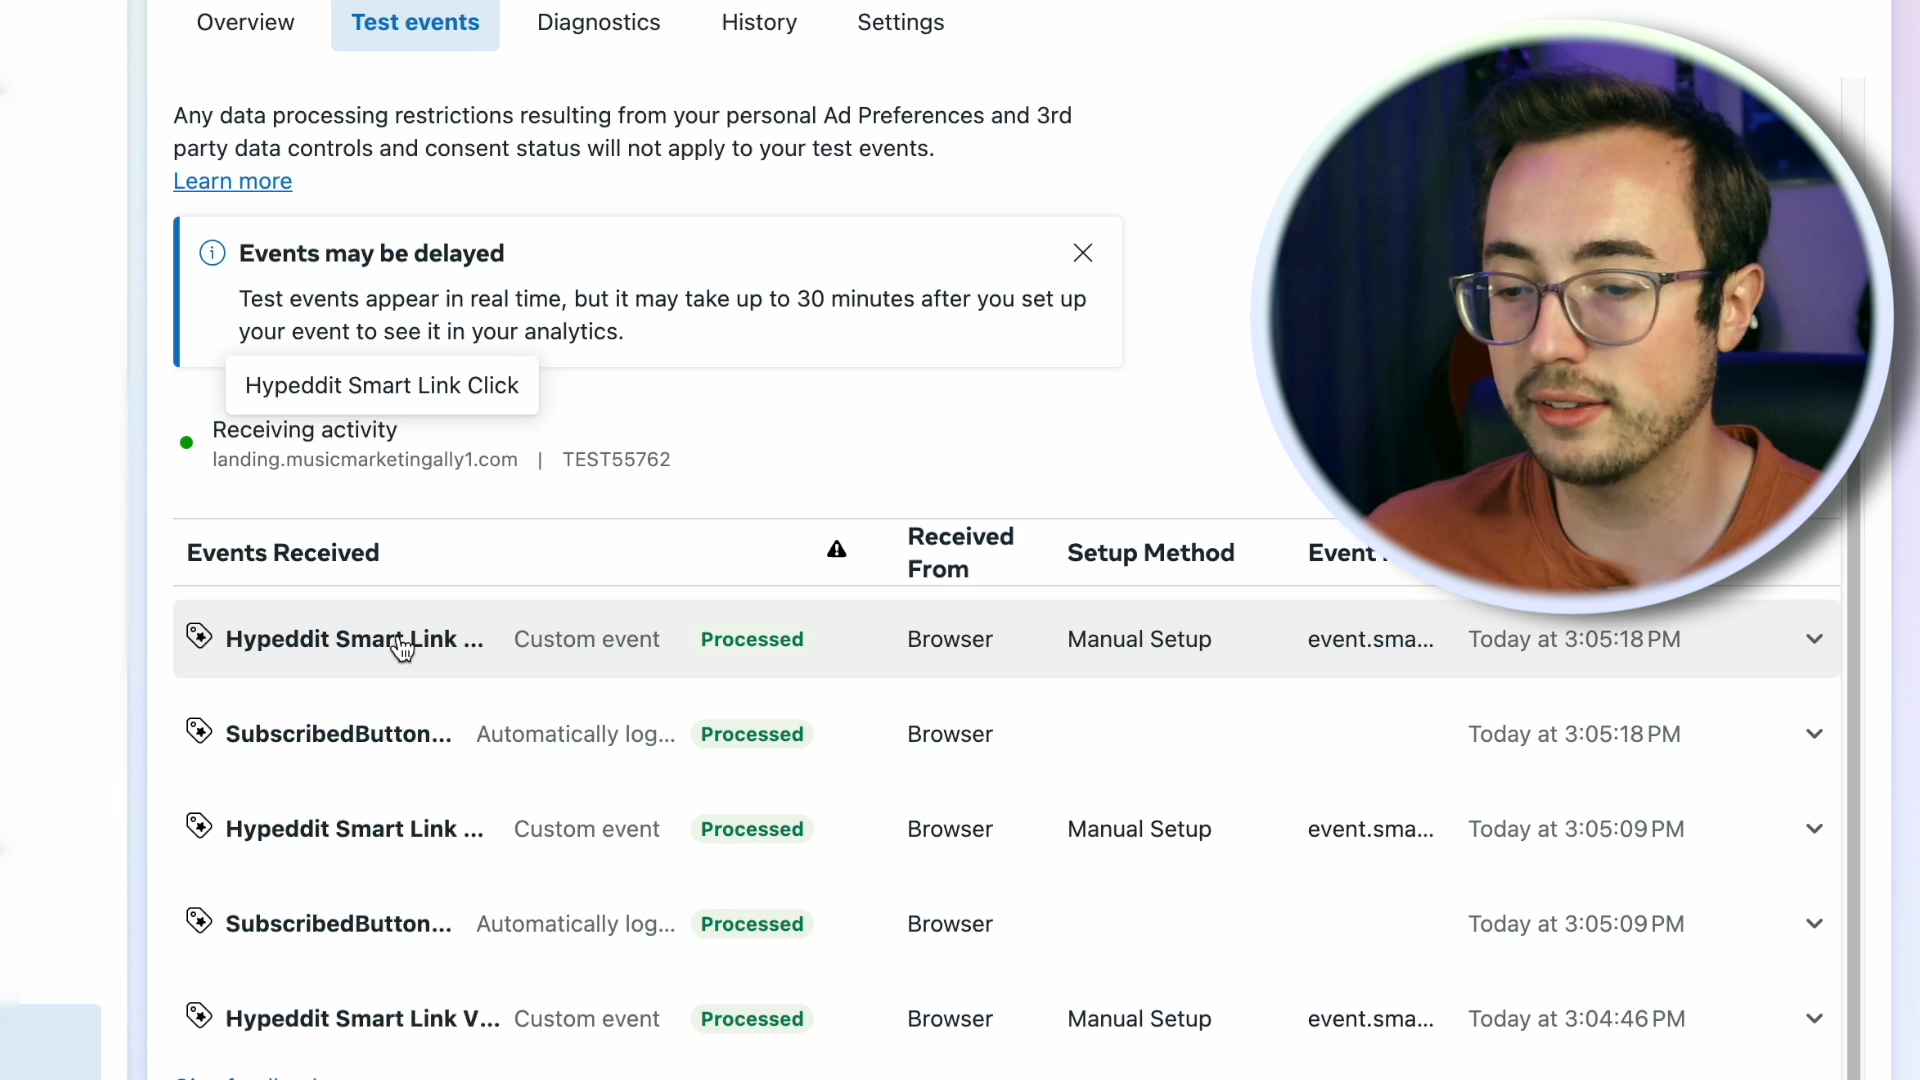 Overview Test events Diagnostics History Settings
Any data processing restrictions resulting from your personal Ad Preferences and 3rd
party data controls and consent status will not apply to your test events.
Learn more
Events may be delayed
Test events appear in real time, but it may take up to 30 minutes after you set up
your event to see it in your analytics.
Hypeddit Smart Link Click
Receiving activity
landing.musicmarketingally1.com | TEST55762
Events Received Received From Setup Method Event
Hypeddit Smart Link ... Custom event Processed Browser Manual Setup event.sma... Today at 3:05:18 PM
SubscribedButton... Automatically log... Processed Browser Today at 3:05:18 PM
Hypeddit Smart Link ... Custom event Processed Browser Manual Setup event.sma... Today at 3:05:09 PM
SubscribedButton... Automatically log... Processed Browser Today at 3:05:09 PM
Hypeddit Smart Link V... Custom event Processed Browser Manual Setup event.sma... Today at 3:04:46 PM